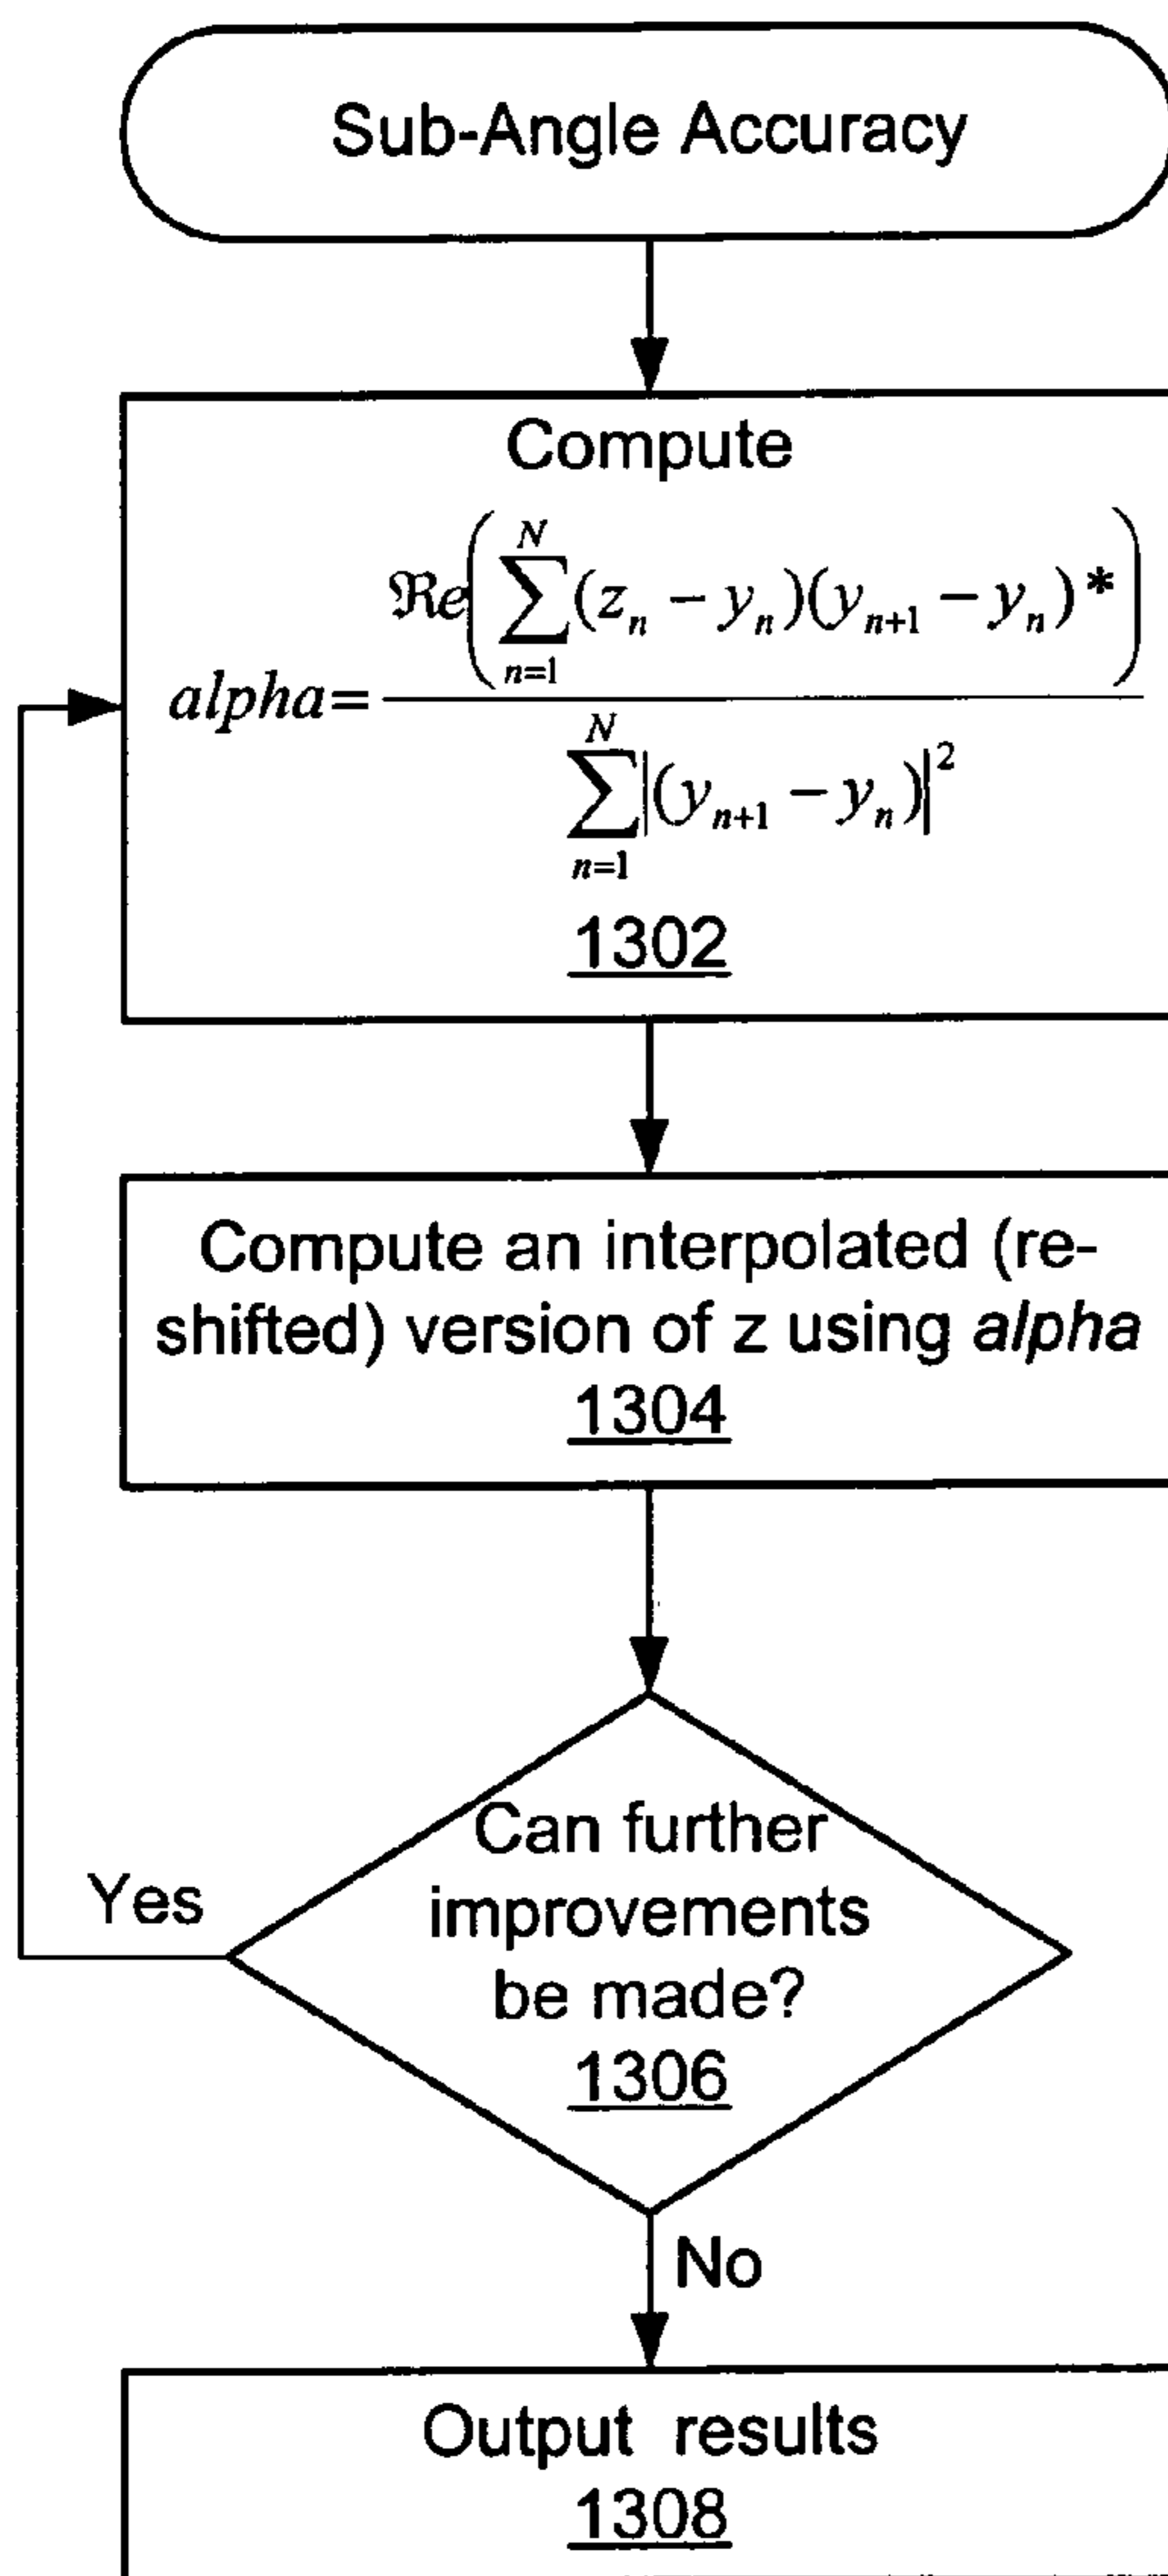 Sub-Angle Accuracy
Compute
alpha = ℜe( ∑_{n=1}^{N} (z_n − y_n)(y_{n+1} − y_n)* ) / ∑_{n=1}^{N} |(y_{n+1} − y_n)|^2
1302
Compute an interpolated (re-
shifted) version of z using alpha
1304
Can further
improvements
be made?
1306
Yes
No
Output results
1308